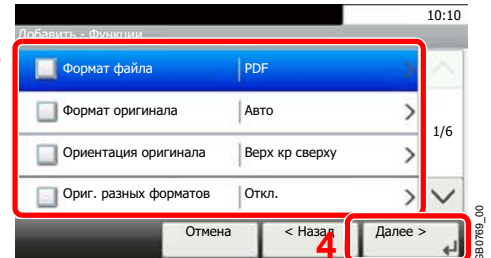 10:10
Добавить - Функции
Формат файла PDF
Формат оригинала Авто
1/6
Ориентация оригинала Верх кр сверху
Ориг. разных форматов Откл.
Отмена < Назад Далее >
4
GB0769_00